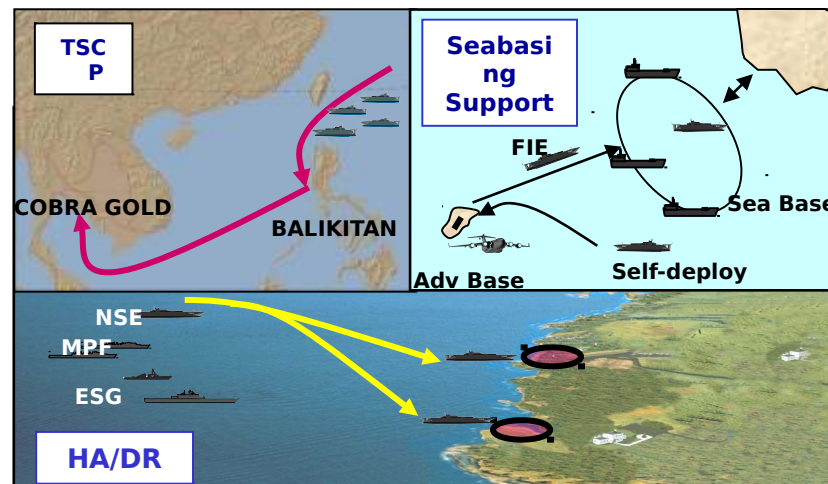 TSC
P
COBRA GOLD
BALIKITAN
Seabasi
ng
Support
FIE
Sea Base
Adv Base
Self-deploy
NSE
MPF
ESG
HA/DR